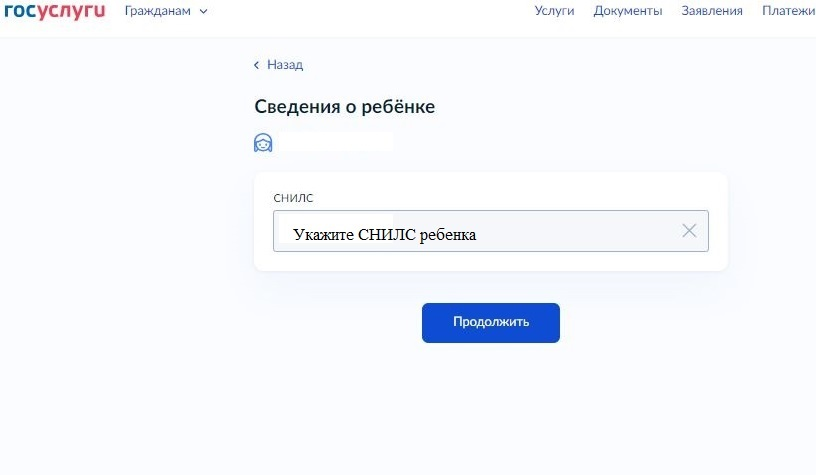 госуслуги Гражданам Услуги Документы Заявления Платежи
Назад
Сведения о ребёнке
СНИЛС
Укажите СНИЛС ребенка
Продолжить